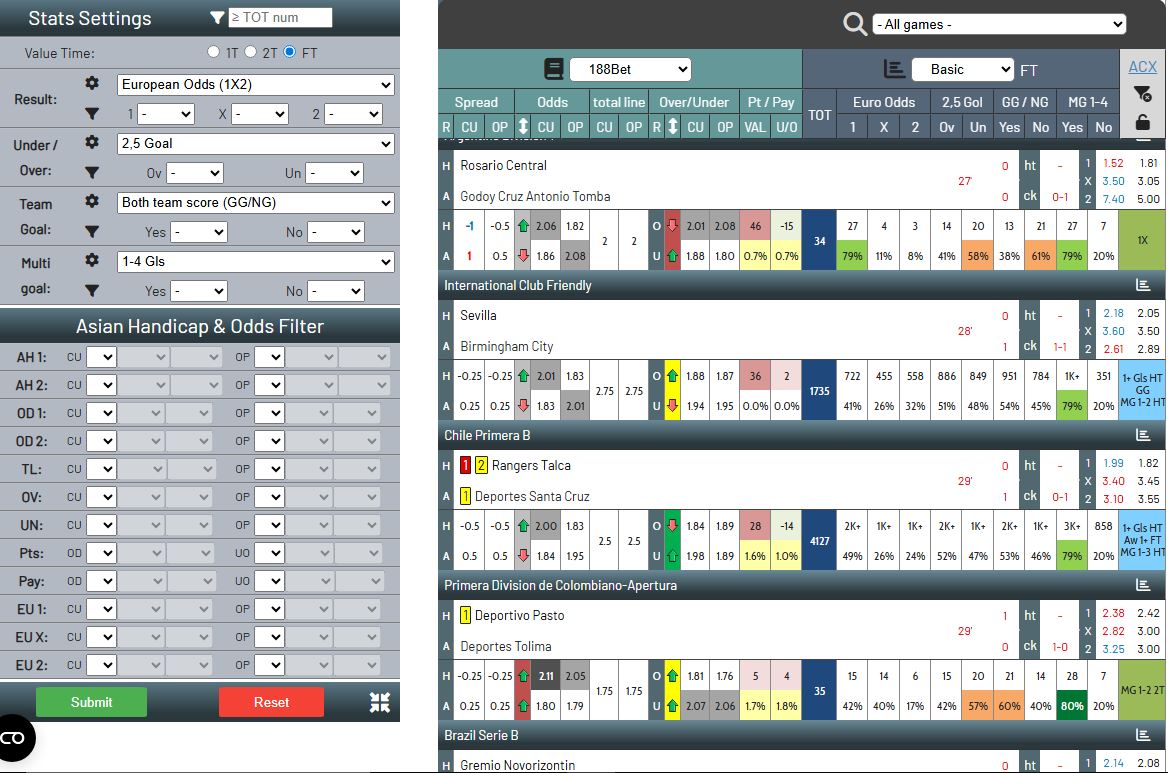 Stats Settings
≥ TOT num
Value Time: 1T 2T FT
Result: European Odds (1X2)
1 - X - 2 -
Under / Over: 2,5 Goal
Ov - Un -
Team Goal: Both team score (GG/NG)
Yes - No -
Multi goal: 1-4 Gls
Yes - No -
Asian Handicap & Odds Filter
AH 1: CU OP
AH 2: CU OP
OD 1: CU OP
OD 2: CU OP
TL: CU OP
OV: CU OP
UN: CU OP
Pts: OD UO
Pay: OD UO
EU 1: CU OP
EU X: CU OP
EU 2: CU OP
Submit Reset
CO
- All games -
188Bet Basic FT ACX
Spread Odds total line Over/Under Pt / Pay TOT Euro Odds 2,5 Gol GG / NG MG 1-4
R CU OP CU OP CU OP R CU OP VAL U/O 1 X 2 Ov Un Yes No Yes No
Argentine Division 1
H Rosario Central 0 ht - 1 1.52 1.81
27' X 3.50 3.05
A Godoy Cruz Antonio Tomba 0 ck 0-1 2 7.40 5.00
H -1 -0.5 2.06 1.82 2 2 O 2.01 2.08 46 -15 34 27 4 3 14 20 13 21 27 7 1X
A 1 0.5 1.86 2.08 U 1.88 1.80 0.7% 0.7% 79% 11% 8% 41% 58% 38% 61% 79% 20%
International Club Friendly
H Sevilla 0 ht - 1 2.18 2.05
28' X 3.60 3.50
A Birmingham City 1 ck 1-1 2 2.61 2.89
H -0.25 -0.25 2.01 1.83 2.75 2.75 O 1.88 1.87 36 2 1735 722 455 558 886 849 951 784 1K+ 351 1+ Gls HT
GG
A 0.25 0.25 1.83 2.01 U 1.94 1.95 0.0% 0.0% 41% 26% 32% 51% 48% 54% 45% 79% 20% MG 1-2 HT
Chile Primera B
H 1 2 Rangers Talca 0 ht - 1 1.99 1.82
29' X 3.40 3.45
A 1 Deportes Santa Cruz 1 ck 0-1 2 3.10 3.55
H -0.5 -0.5 2.00 1.83 2.5 2.5 O 1.84 1.89 28 -14 4127 2K+ 1K+ 1K+ 2K+ 1K+ 2K+ 1K+ 3K+ 858 1+ Gls HT
Aw 1+ FT
A 0.5 0.5 1.84 1.95 U 1.98 1.89 1.6% 1.0% 49% 26% 24% 52% 47% 53% 46% 79% 20% MG 1-3 HT
Primera Division de Colombiano-Apertura
H 1 Deportivo Pasto 1 ht - 1 2.38 2.42
29' X 2.82 3.00
A Deportes Tolima 0 ck 1-0 2 3.25 3.00
H -0.25 -0.25 2.11 2.05 1.75 1.75 O 1.81 1.76 5 4 35 15 14 6 15 20 21 14 28 7 MG 1-2 2T
A 0.25 0.25 1.80 1.79 U 2.07 2.06 1.7% 1.8% 42% 40% 17% 42% 57% 60% 40% 80% 20%
Brazil Serie B
H Gremio Novorizontin 0 ht - 1 2.14 2.08